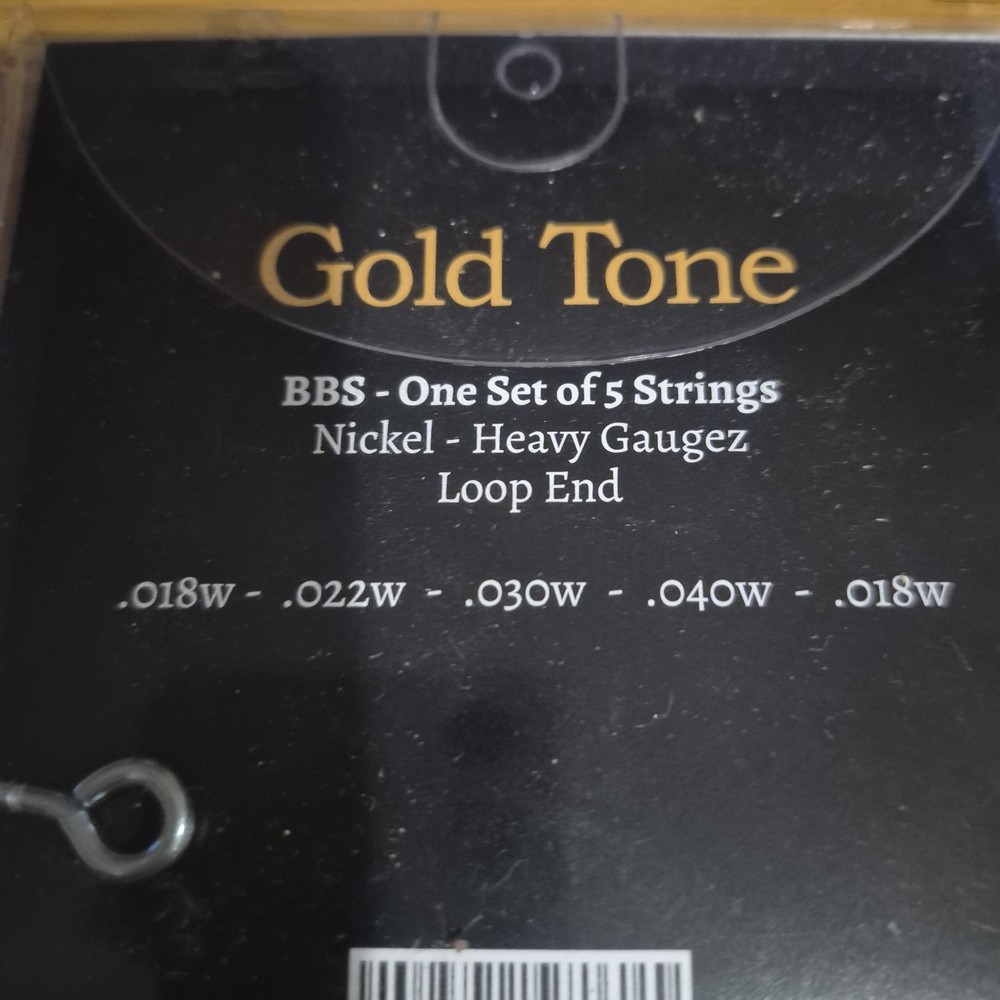 Gold Tone
BBS - One Set of 5 Strings
Nickel - Heavy Gaugez
Loop End
.018w - .022w - .030w - .040w - .018w